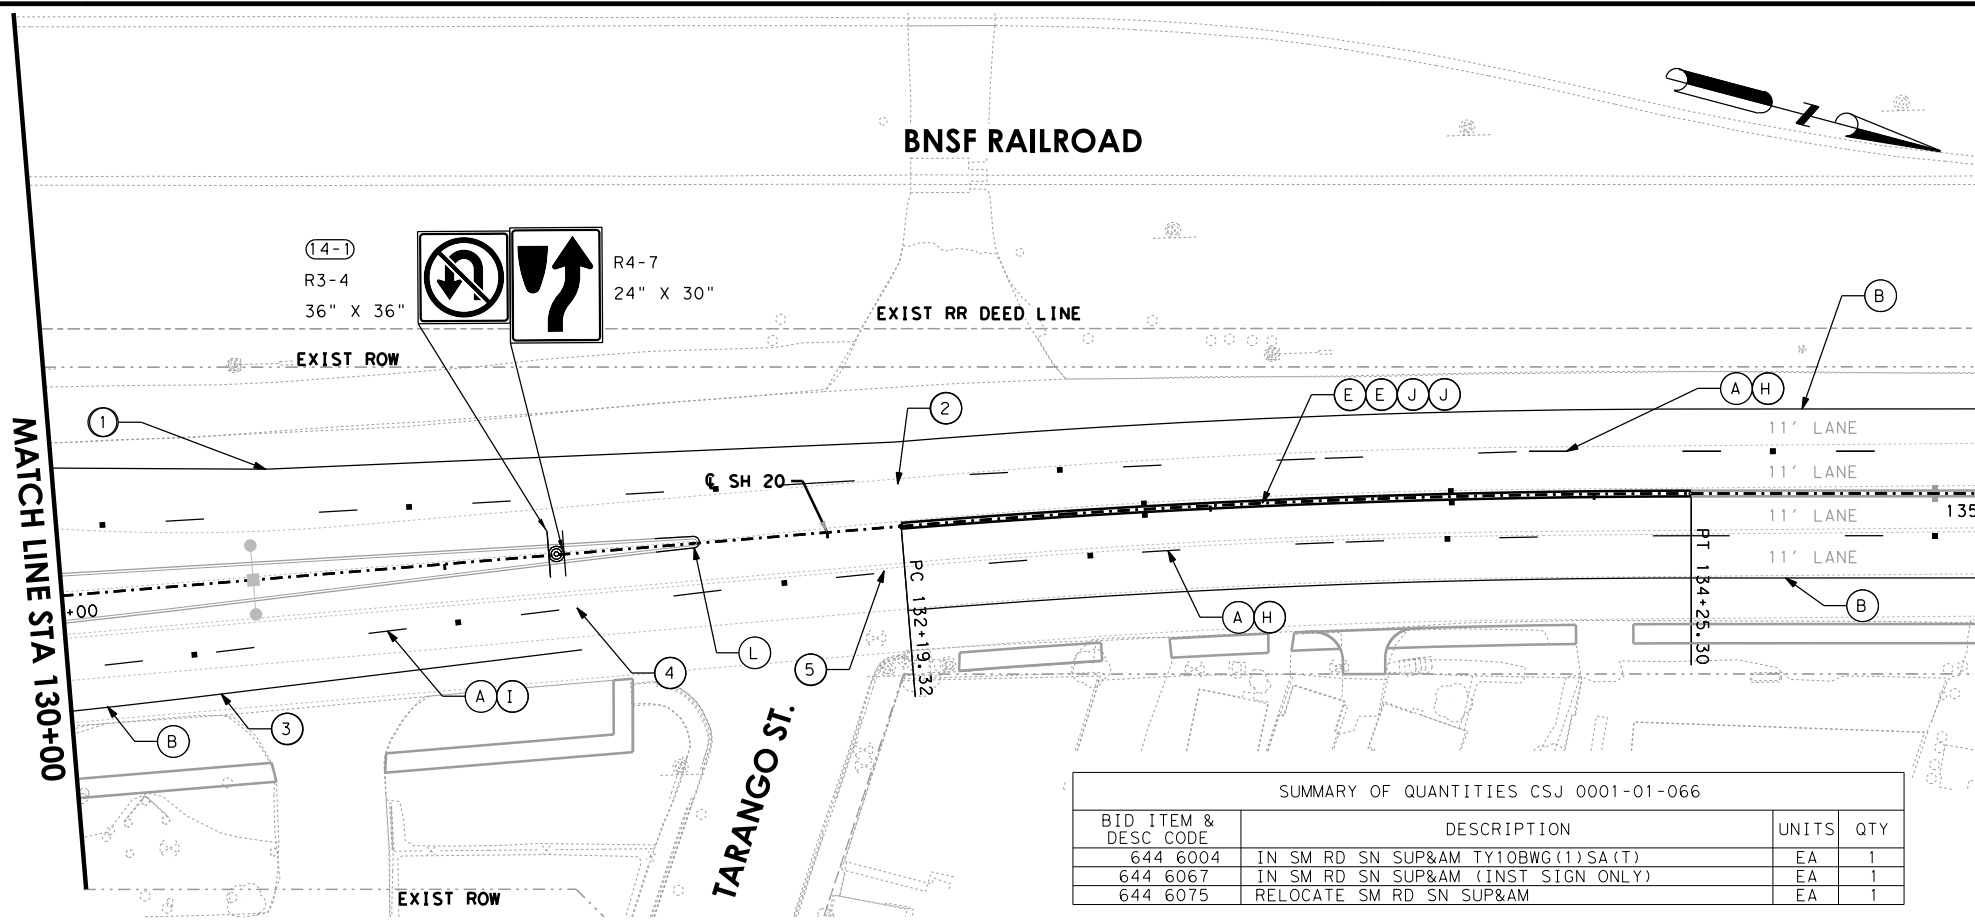 BNSF RAILROAD
14-1
R3-4
36" X 36"
R4-7
24" X 30"
EXIST RR DEED LINE
EXIST ROW
B
E E J J
A H
1
2
11' LANE
11' LANE
11' LANE
11' LANE
℄ SH 20
135
+00
MATCH LINE STA 130+00
PC 132+19.32
PT 134+25.30
A H
B
L
5
4
A I
3
B
TARANGO ST.
EXIST ROW
SUMMARY OF QUANTITIES CSJ 0001-01-066
BID ITEM & DESC CODE DESCRIPTION UNITS QTY
644 6004 IN SM RD SN SUP&AM TY10BWG(1)SA(T) EA 1
644 6067 IN SM RD SN SUP&AM (INST SIGN ONLY) EA 1
644 6075 RELOCATE SM RD SN SUP&AM EA 1